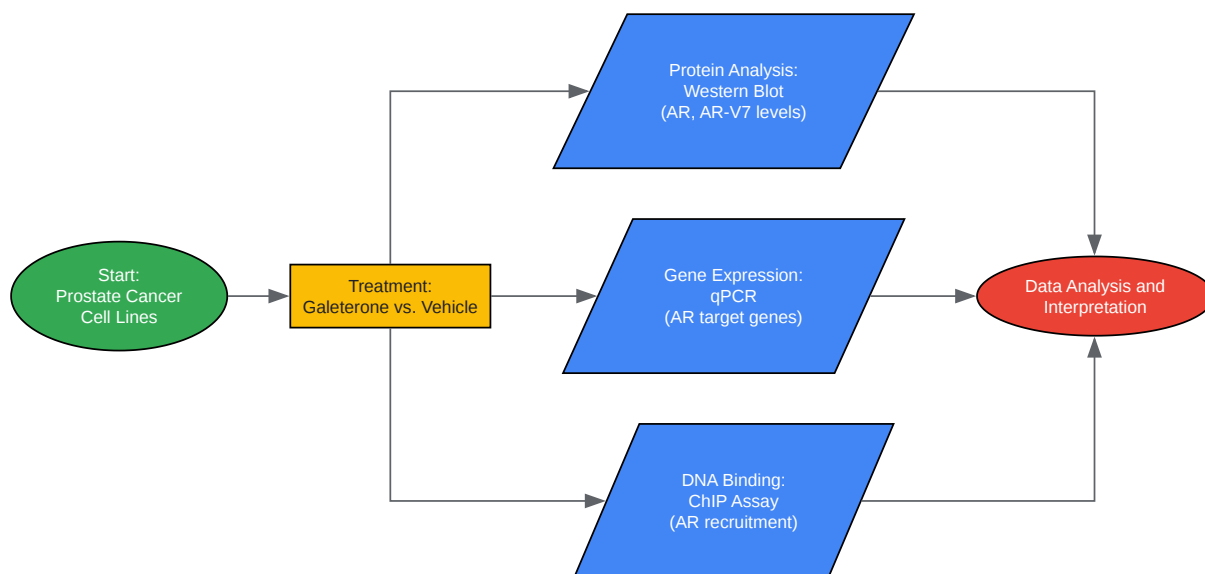 Start:
Prostate Cancer
Cell Lines
Treatment:
Galeterone vs. Vehicle
Protein Analysis:
Western Blot
(AR, AR-V7 levels)
Gene Expression:
qPCR
(AR target genes)
DNA Binding:
ChIP Assay
(AR recruitment)
Data Analysis and
Interpretation